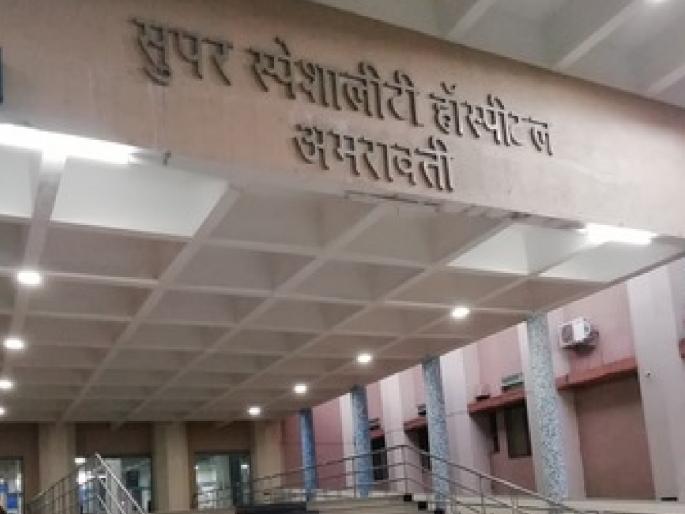 सुपर स्पेशालीटी हॉस्पीटल
अमरावती